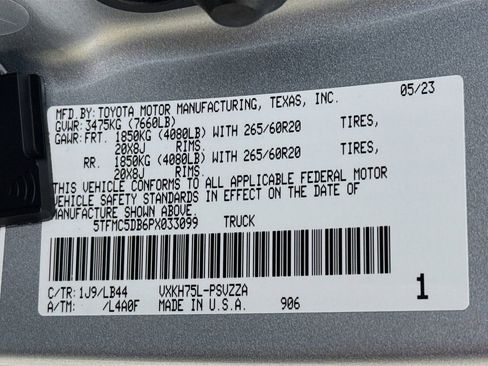 MFD.BY:TOYOTA MOTOR MANUFACTURING, TEXAS, INC. 05/23
GVWR: 3475KG (7660LB)
GAWR: FRT. 1850KG (4080LB) WITH 265/60R20 TIRES,
20X8J RIMS.
RR. 1850KG (4080LB) WITH 265/60R20 TIRES,
20X8J RIMS.
THIS VEHICLE CONFORMS TO ALL APPLICABLE FEDERAL MOTOR
VEHICLE SAFETY STANDARDS IN EFFECT ON THE DATE OF
MANUFACTURE SHOWN ABOVE.
5TFMC5DB6PX033099 TRUCK
C/TR: 1J9/LB44 VXKH75L-PSVZZA
A/TM: /L4A0F MADE IN U.S.A. 906 1